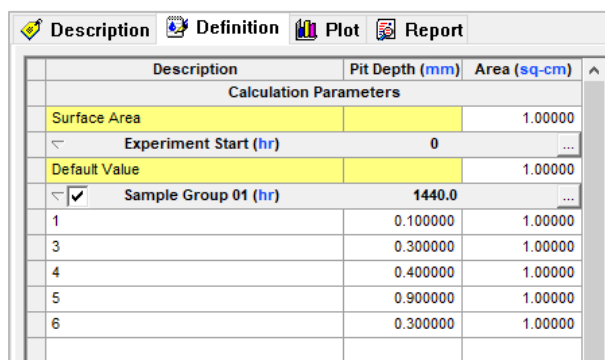 Description Definition Plot Report
Description Pit Depth (mm) Area (sq-cm)
Calculation Parameters
Surface Area 1.00000
Experiment Start (hr) 0 ...
Default Value 1.00000
Sample Group 01 (hr) 1440.0 ...
1 0.100000 1.00000
3 0.300000 1.00000
4 0.400000 1.00000
5 0.900000 1.00000
6 0.300000 1.00000